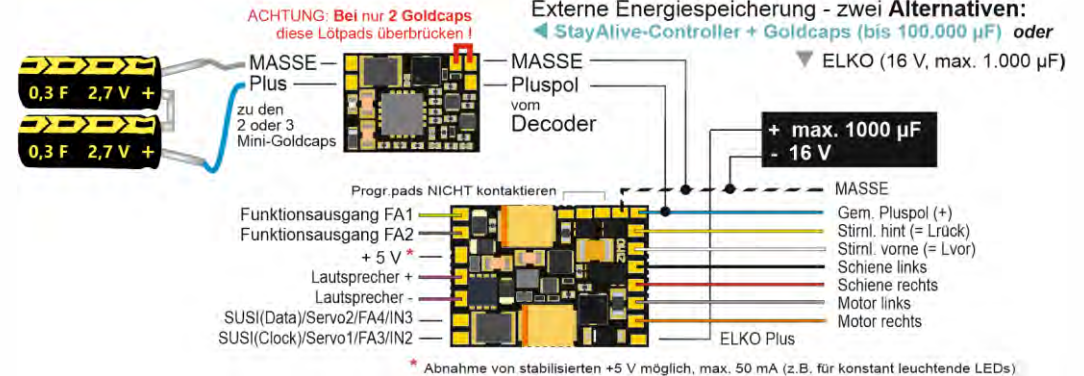 ACHTUNG: Bei nur 2 Goldcaps
diese Lötpads überbrücken !
Externe Energiespeicherung - zwei Alternativen:
◀ StayAlive-Controller + Goldcaps (bis 100.000 µF) oder
▼ ELKO (16 V, max. 1.000 µF)
0,3 F 2,7 V +
0,3 F 2,7 V +
MASSE
Plus
zu den
2 oder 3
Mini-Goldcaps
MASSE
Pluspol
vom
Decoder
+ max. 1000 µF
- 16 V
Progr.pads NICHT kontaktieren
Funktionsausgang FA1
Funktionsausgang FA2
+ 5 V *
Lautsprecher +
Lautsprecher -
SUSI(Data)/Servo2/FA4/IN3
SUSI(Clock)/Servo1/FA3/IN2
ZIMO
MASSE
Gem. Pluspol (+)
Stirnl. hint (= Lrück)
Stirnl. vorne (= Lvor)
Schiene links
Schiene rechts
Motor links
Motor rechts
ELKO Plus
* Abnahme von stabilisierten +5 V möglich, max. 50 mA (z.B. für konstant leuchtende LEDs)